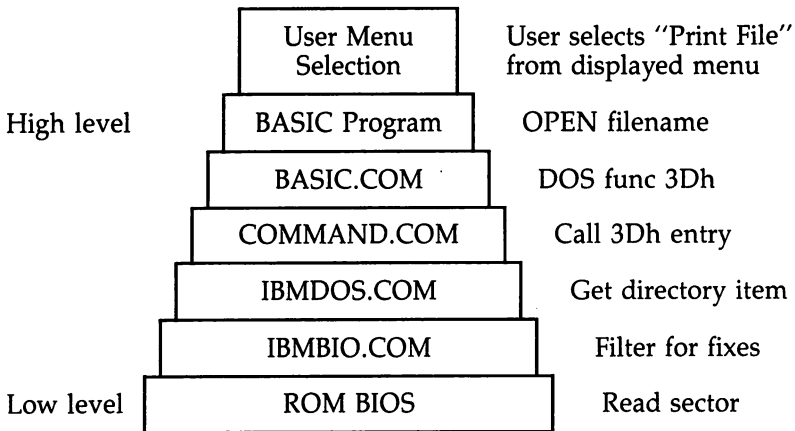 User Menu User selects "Print File"
Selection from displayed menu
High level BASIC Program OPEN filename
BASIC.COM DOS func 3Dh
COMMAND.COM Call 3Dh entry
IBMDOS.COM Get directory item
IBMBIO.COM Filter for fixes
Low level ROM BIOS Read sector